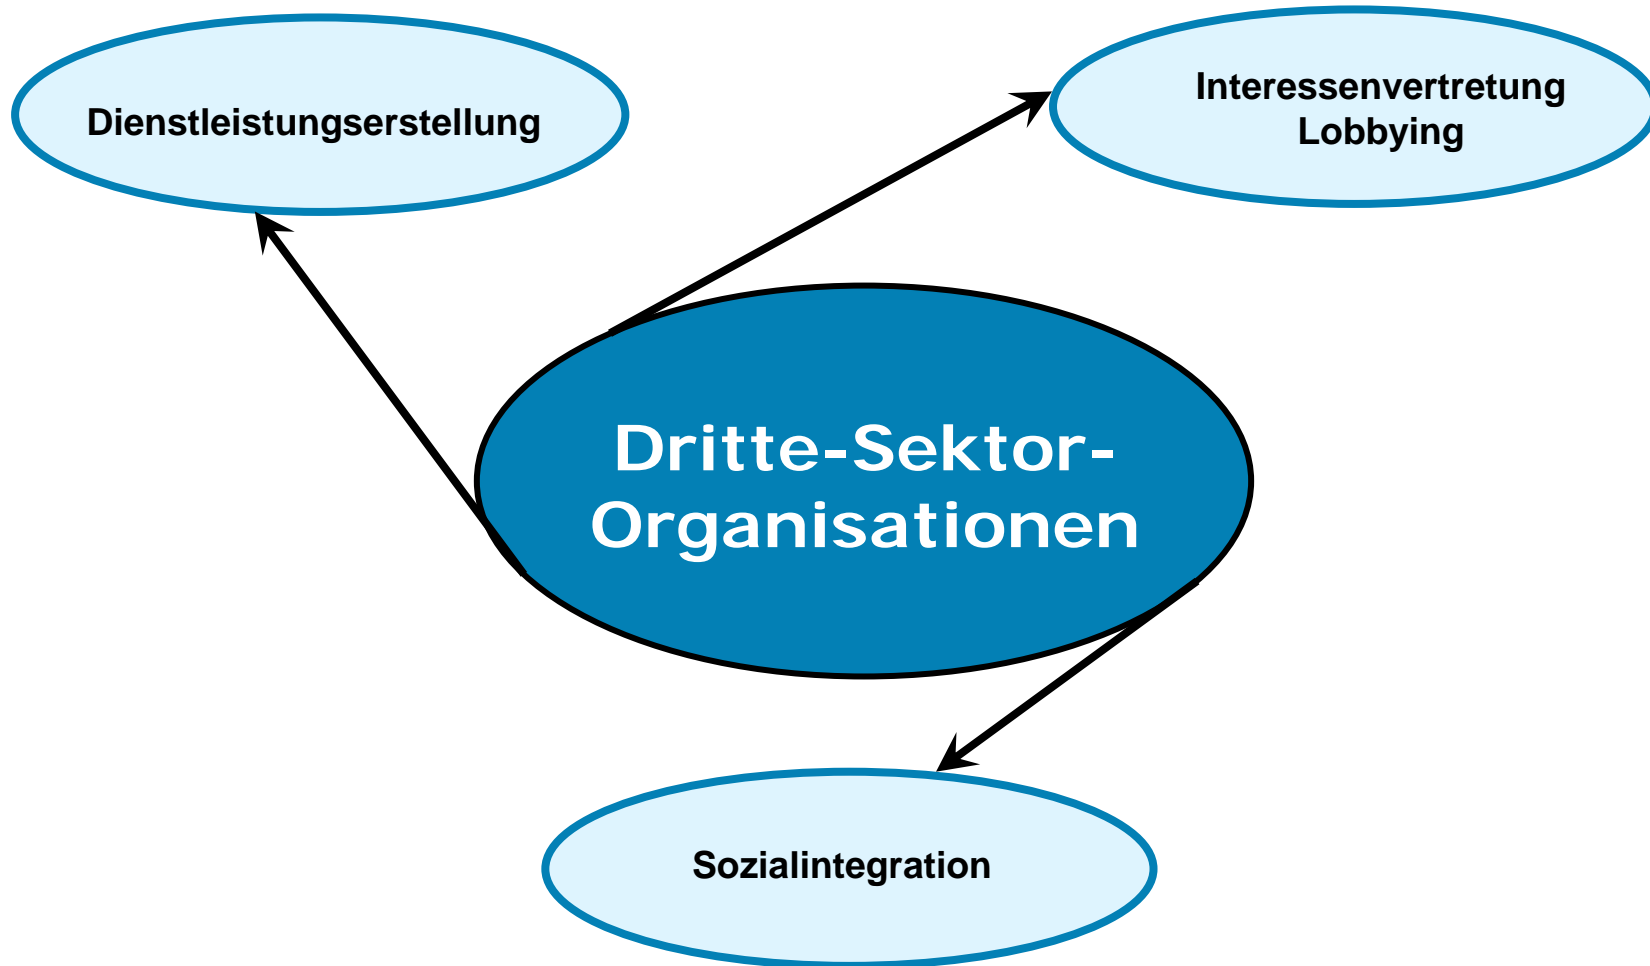 Dienstleistungserstellung
Interessenvertretung
Lobbying
Dritte-Sektor-
Organisationen
Sozialintegration